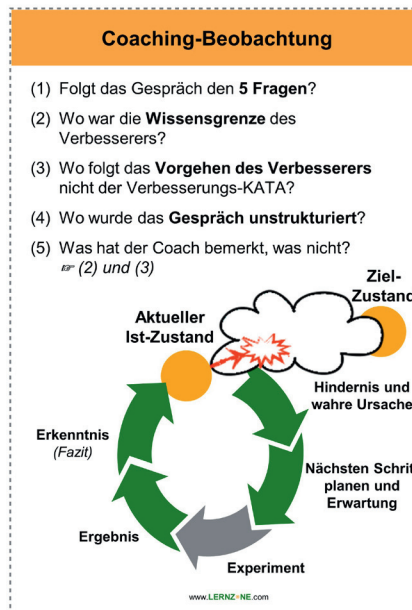 Coaching-Beobachtung
(1) Folgt das Gespräch den 5 Fragen?
(2) Wo war die Wissensgrenze des
Verbesserers?
(3) Wo folgt das Vorgehen des Verbesserers
nicht der Verbesserungs-KATA?
(4) Wo wurde das Gespräch unstrukturiert?
(5) Was hat der Coach bemerkt, was nicht?
☞ (2) und (3)
Ziel-
Zustand
Aktueller
Ist-Zustand
Hindernis und
wahre Ursache
Erkenntnis
(Fazit)
Nächsten Schrit
planen und
Erwartung
Ergebnis
Experiment
www.LERNZONE.com